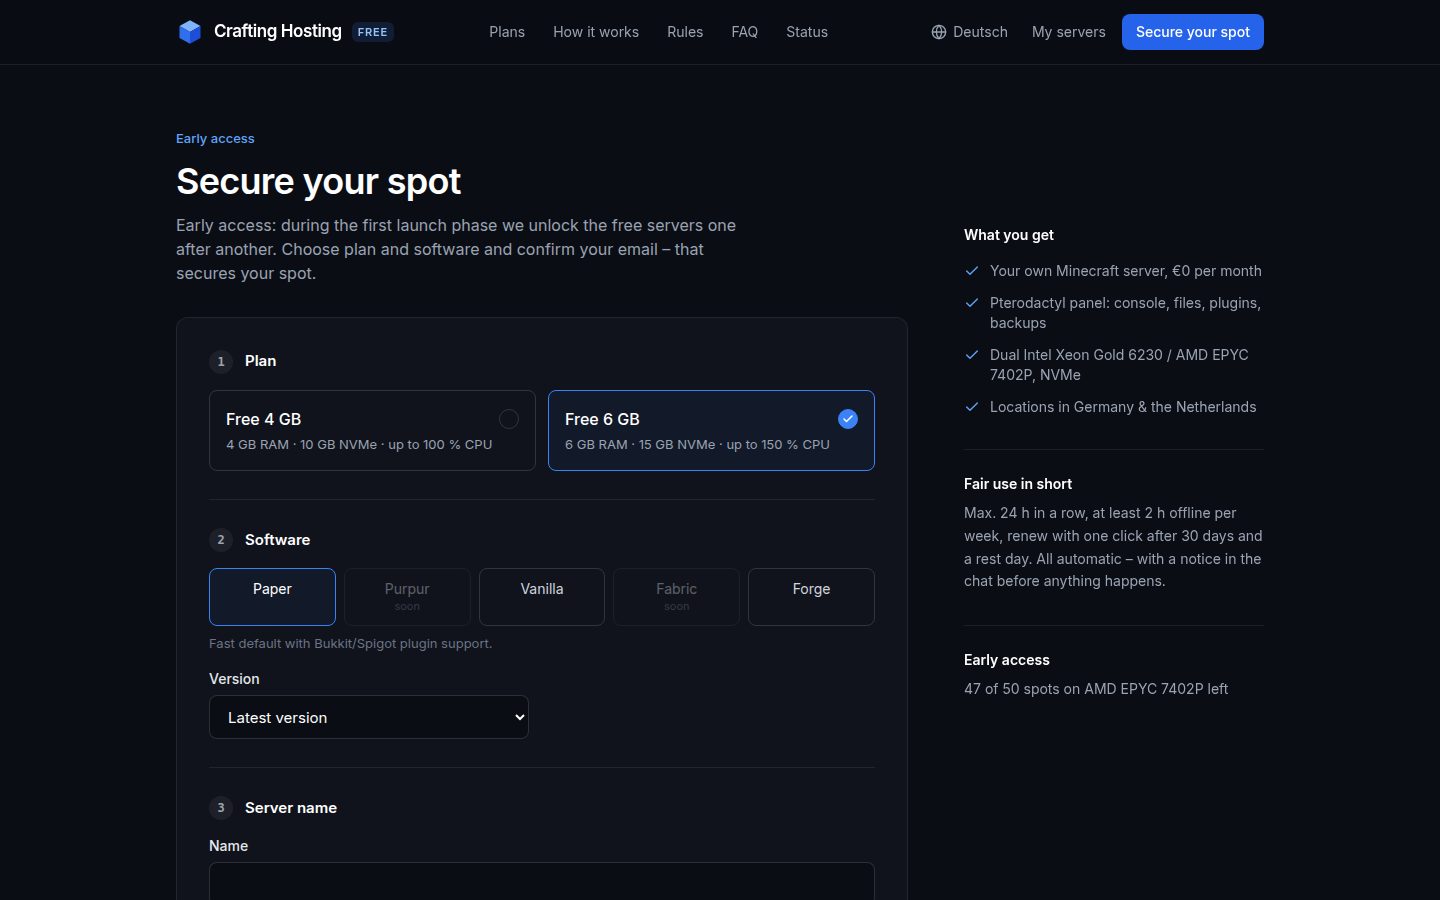 Crafting Hosting FREE Plans How it works Rules FAQ Status Deutsch My servers Secure your spot
Early access
Secure your spot
Early access: during the first launch phase we unlock the free servers one
after another. Choose plan and software and confirm your email – that
secures your spot.
1 Plan
Free 4 GB
4 GB RAM · 10 GB NVMe · up to 100 % CPU
Free 6 GB
6 GB RAM · 15 GB NVMe · up to 150 % CPU
2 Software
Paper
Purpur
soon
Vanilla
Fabric
soon
Forge
Fast default with Bukkit/Spigot plugin support.
Version
Latest version
3 Server name
Name
What you get
Your own Minecraft server, €0 per month
Pterodactyl panel: console, files, plugins,
backups
Dual Intel Xeon Gold 6230 / AMD EPYC
7402P, NVMe
Locations in Germany & the Netherlands
Fair use in short
Max. 24 h in a row, at least 2 h offline per
week, renew with one click after 30 days and
a rest day. All automatic – with a notice in the
chat before anything happens.
Early access
47 of 50 spots on AMD EPYC 7402P left